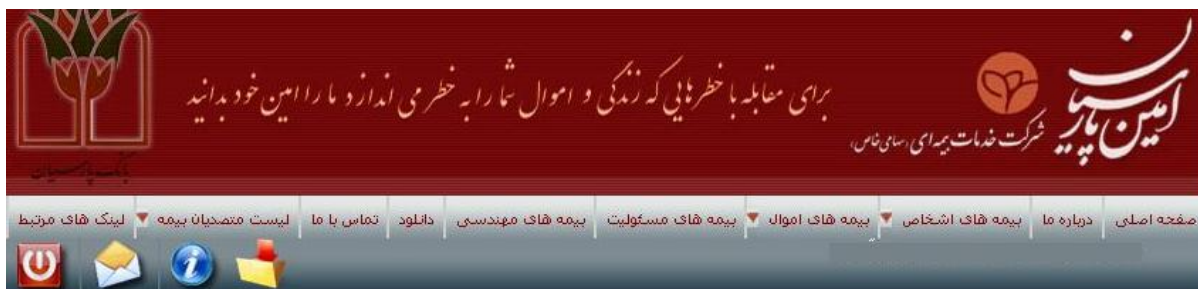 امین پارسیان
شرکت خدمات بیمه ای (سهامی خاص)
برای مقابله با خطرهایی که زندگی و اموال شما را به خطر می اندازد ما را امین خود بدانید
بانک پارسیان
صفحه اصلی
درباره ما
بیمه های اشخاص
بیمه های اموال
بیمه های مسئولیت
بیمه های مهندسی
دانلود
تماس با ما
لیست متصدیان بیمه
لینک های مرتبط